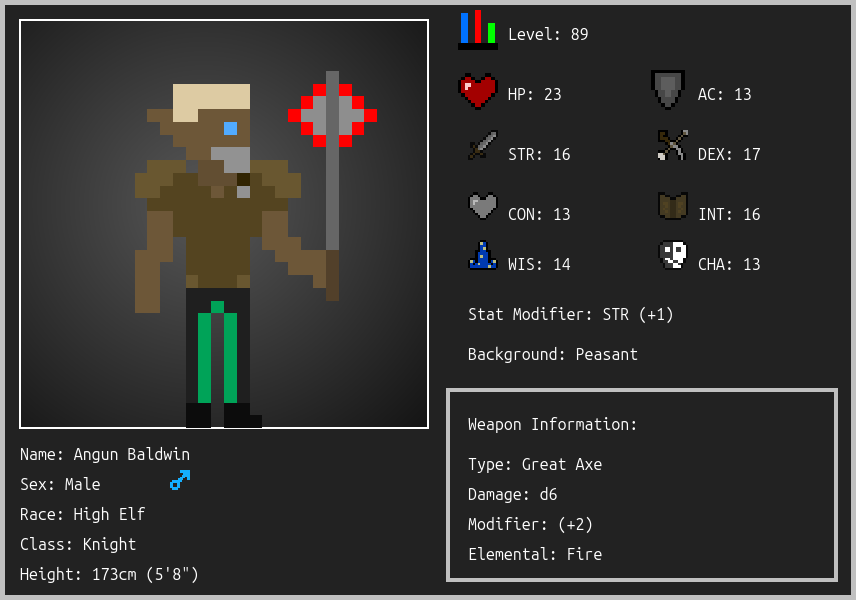 Level: 89
HP: 23
AC: 13
STR: 16
DEX: 17
CON: 13
INT: 16
WIS: 14
CHA: 13
Stat Modifier: STR (+1)
Background: Peasant
Weapon Information:
Type: Great Axe
Damage: d6
Modifier: (+2)
Elemental: Fire
Name: Angun Baldwin
Sex: Male
Race: High Elf
Class: Knight
Height: 173cm (5'8")